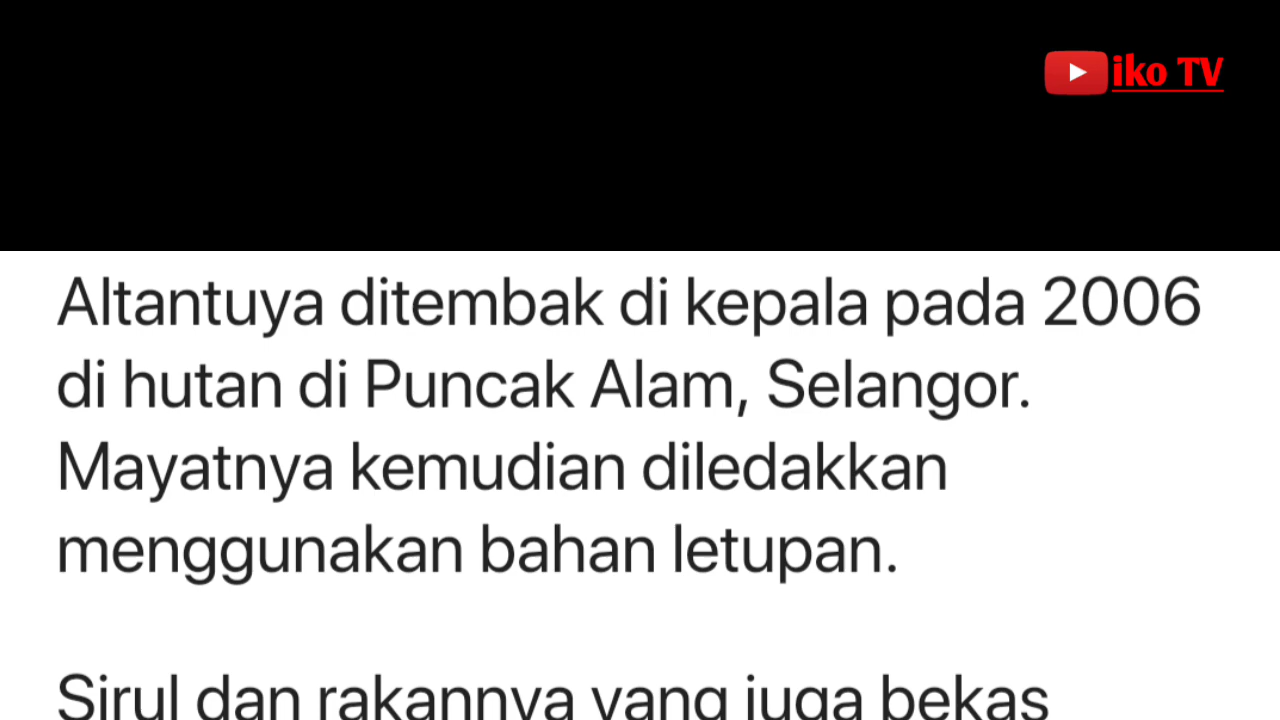 iko TV
Altantuya ditembak di kepala pada 2006
di hutan di Puncak Alam, Selangor.
Mayatnya kemudian diledakkan
menggunakan bahan letupan.
Sirul dan rakannya yang juga bekas